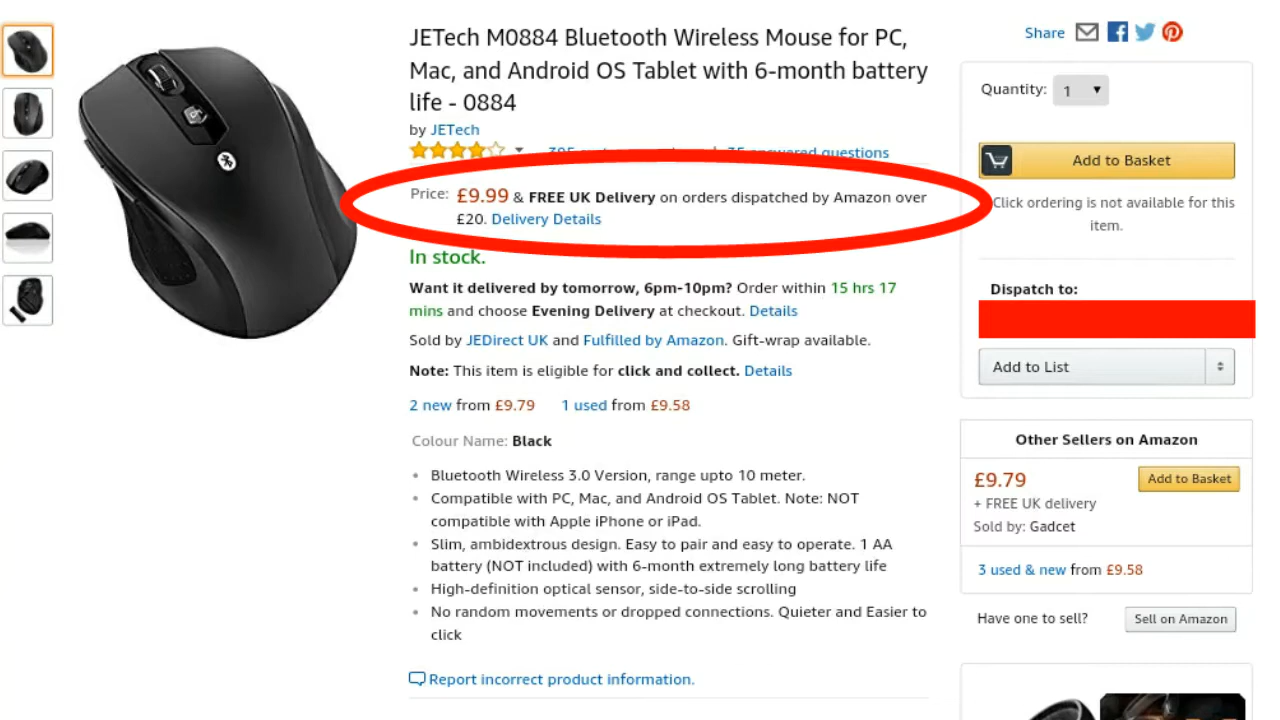 JETech M0884 Bluetooth Wireless Mouse for PC,
Mac, and Android OS Tablet with 6-month battery
life - 0884
by JETech
answered questions
Price: £9.99 & FREE UK Delivery on orders dispatched by Amazon over
£20. Delivery Details
In stock.
Want it delivered by tomorrow, 6pm-10pm? Order within 15 hrs 17
mins and choose Evening Delivery at checkout. Details
Sold by JEDirect UK and Fulfilled by Amazon. Gift-wrap available.
Note: This item is eligible for click and collect. Details
2 new from £9.79 1 used from £9.58
Colour Name: Black
• Bluetooth Wireless 3.0 Version, range upto 10 meter.
• Compatible with PC, Mac, and Android OS Tablet. Note: NOT
compatible with Apple iPhone or iPad.
• Slim, ambidextrous design. Easy to pair and easy to operate. 1 AA
battery (NOT included) with 6-month extremely long battery life
• High-definition optical sensor, side-to-side scrolling
• No random movements or dropped connections. Quieter and Easier to
click
Report incorrect product information.
Share
Quantity: 1
Add to Basket
Click ordering is not available for this
item.
Dispatch to:
Add to List
Other Sellers on Amazon
£9.79 Add to Basket
+ FREE UK delivery
Sold by: Gadcet
3 used & new from £9.58
Have one to sell? Sell on Amazon